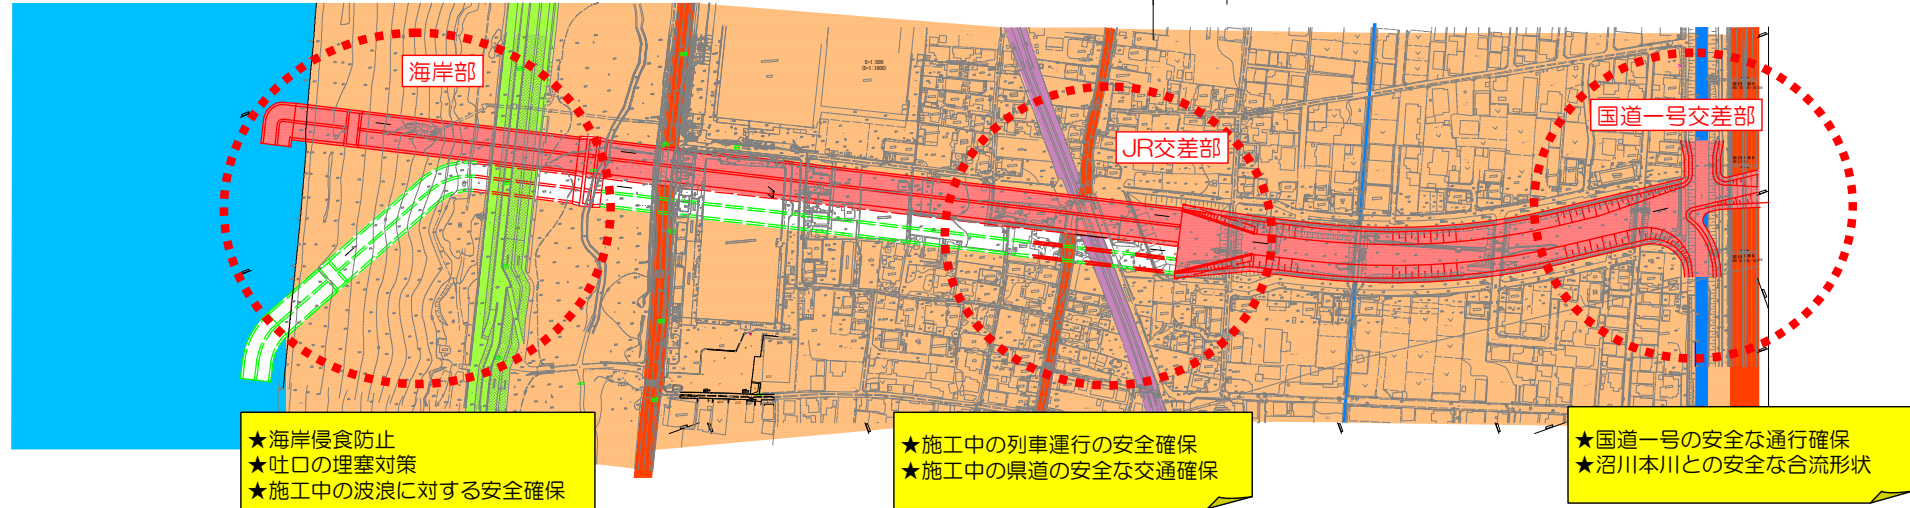 海岸部
S=1:500
(S=1:1000)
JR交差部
国道一号交差部
★海岸侵食防止
★吐口の埋塞対策
★施工中の波浪に対する安全確保
★施工中の列車運行の安全確保
★施工中の県道の安全な交通確保
★国道一号の安全な通行確保
★沼川本川との安全な合流形状